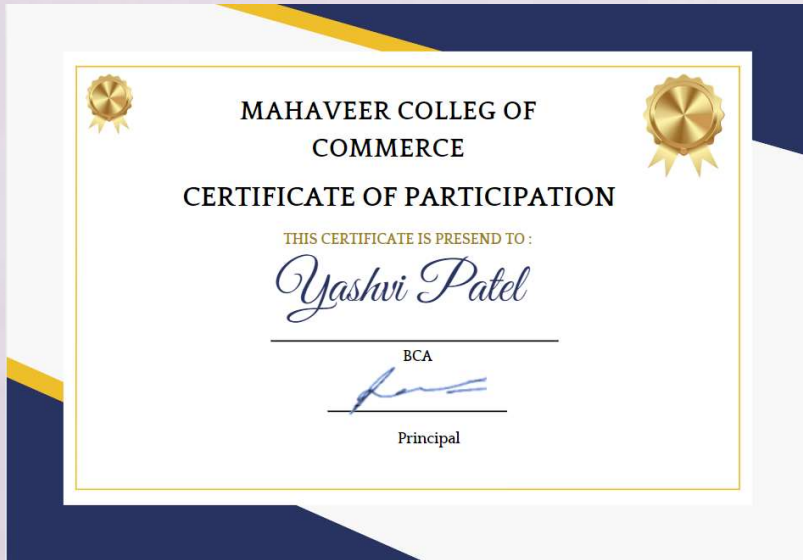 MAHAVEER COLLEG OF
COMMERCE
CERTIFICATE OF PARTICIPATION
THIS CERTIFICATE IS PRESEND TO :
Yashvi Patel
BCA
Principal